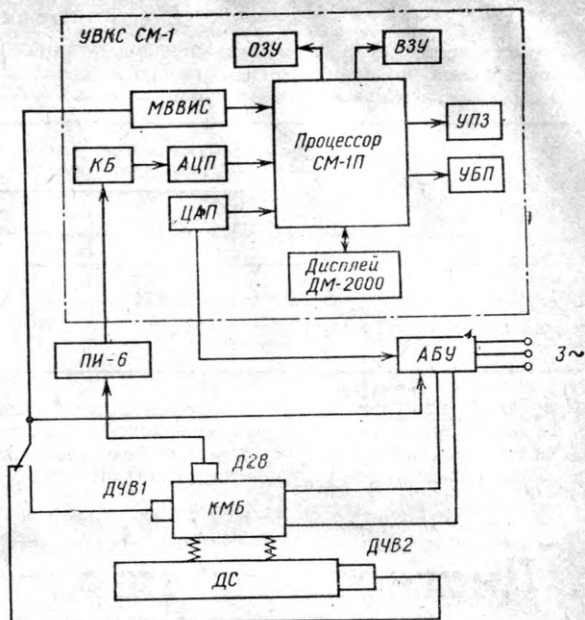 УВКС СМ-1
ОЗУ
ВЗУ
МВВИС
Процессор
СМ-1П
УПЗ
КБ
АЦП
УБП
ЦАП
Дисплей
ДМ-2000
ПИ-6
АБУ
3~
Д28
ДЧВ1
КМБ
ДЧВ2
ДС